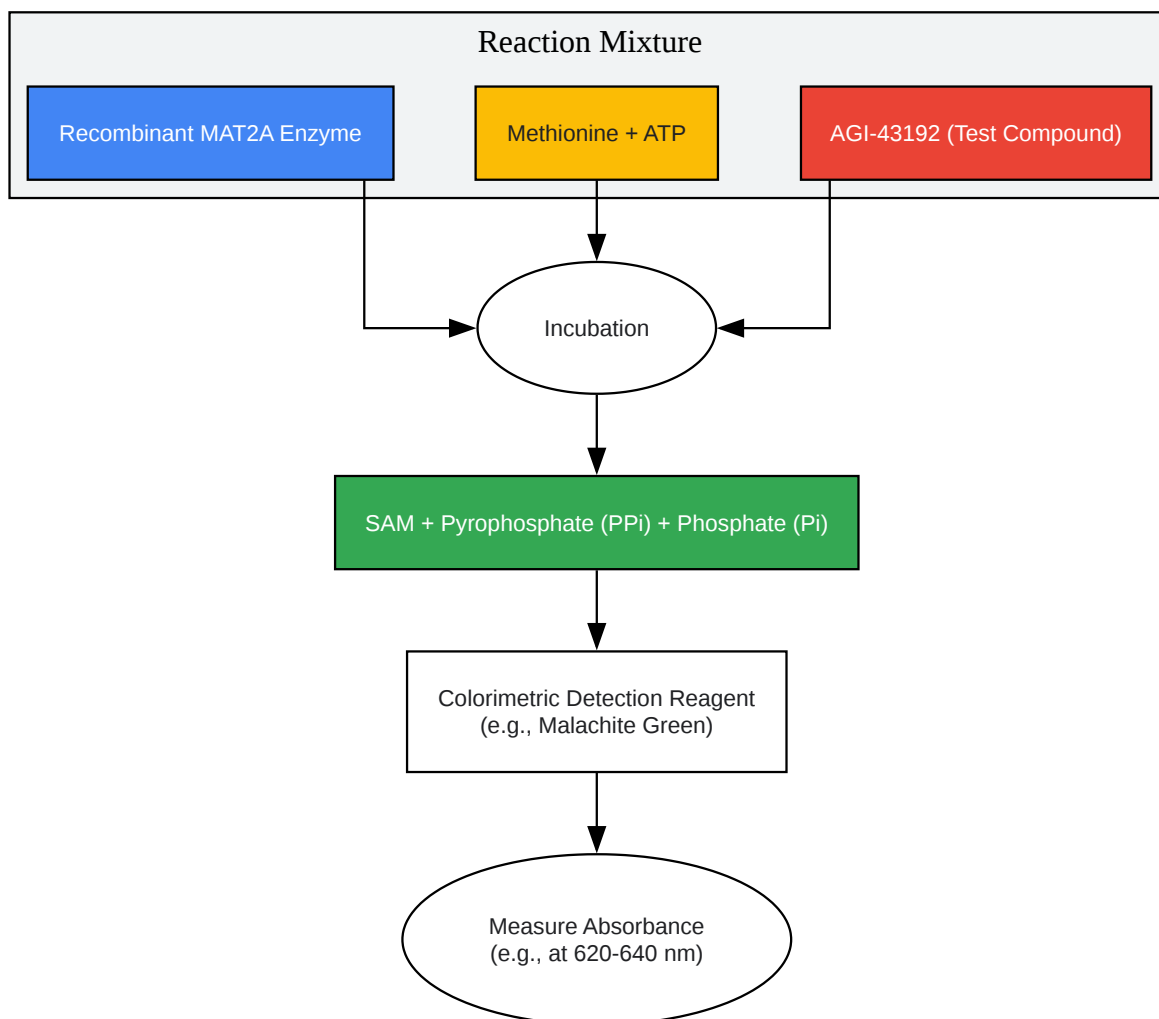 Reaction Mixture
Recombinant MAT2A Enzyme
Methionine + ATP
AGI-43192 (Test Compound)
Incubation
SAM + Pyrophosphate (PPi) + Phosphate (Pi)
Colorimetric Detection Reagent
(e.g., Malachite Green)
Measure Absorbance
(e.g., at 620-640 nm)